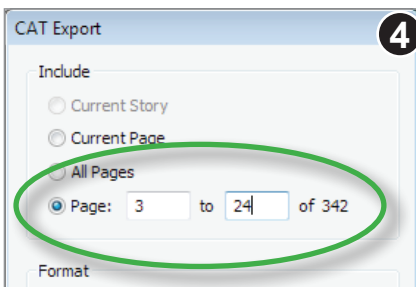 CAT Export
4
Include
Current Story
Current Page
All Pages
Page: 3 to 24 of 342
Format